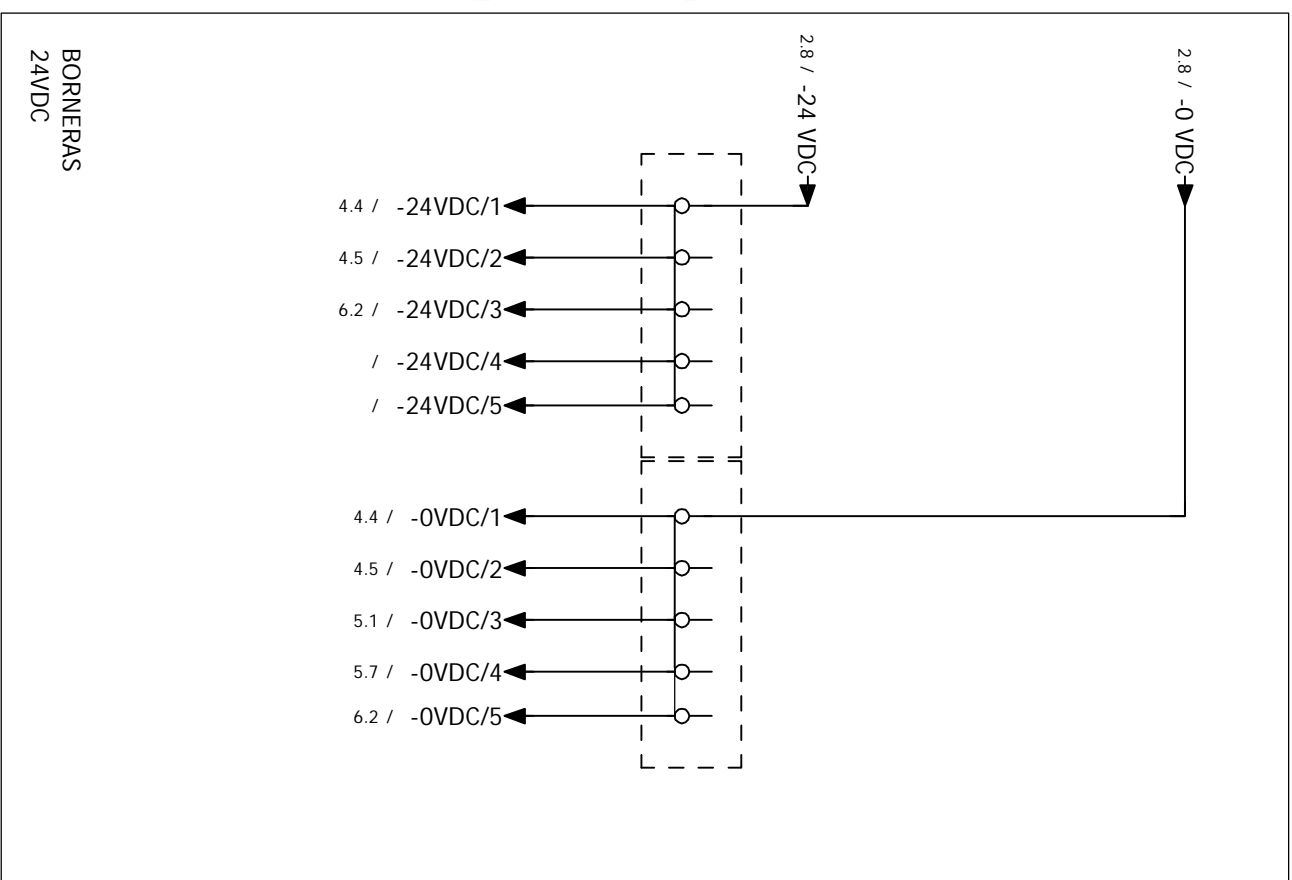 BORNERAS
24VDC
2.8 / -24 VDC
2.8 / -0 VDC
4.4 / -24VDC/1
4.5 / -24VDC/2
6.2 / -24VDC/3
/ -24VDC/4
/ -24VDC/5
4.4 / -0VDC/1
4.5 / -0VDC/2
5.1 / -0VDC/3
5.7 / -0VDC/4
6.2 / -0VDC/5